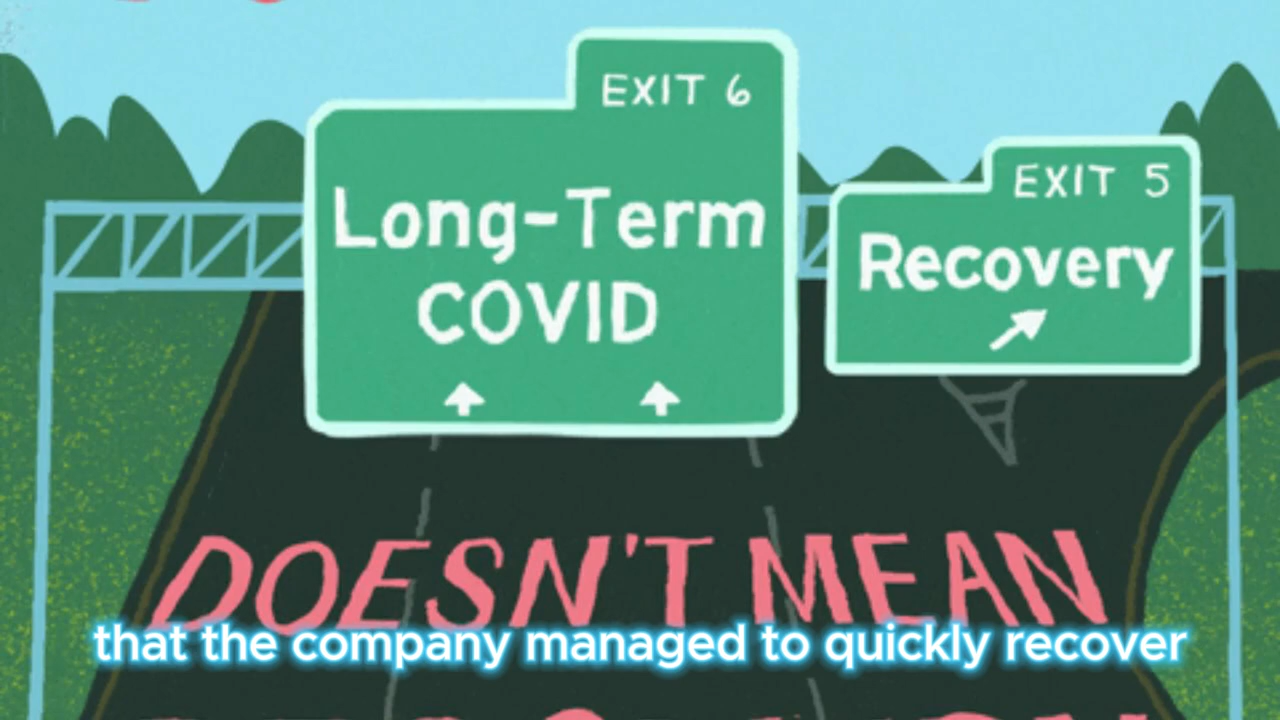 EXIT 6
Long-Term
COVID
EXIT 5
Recovery
DOESN'T MEAN
that the company managed to quickly recover